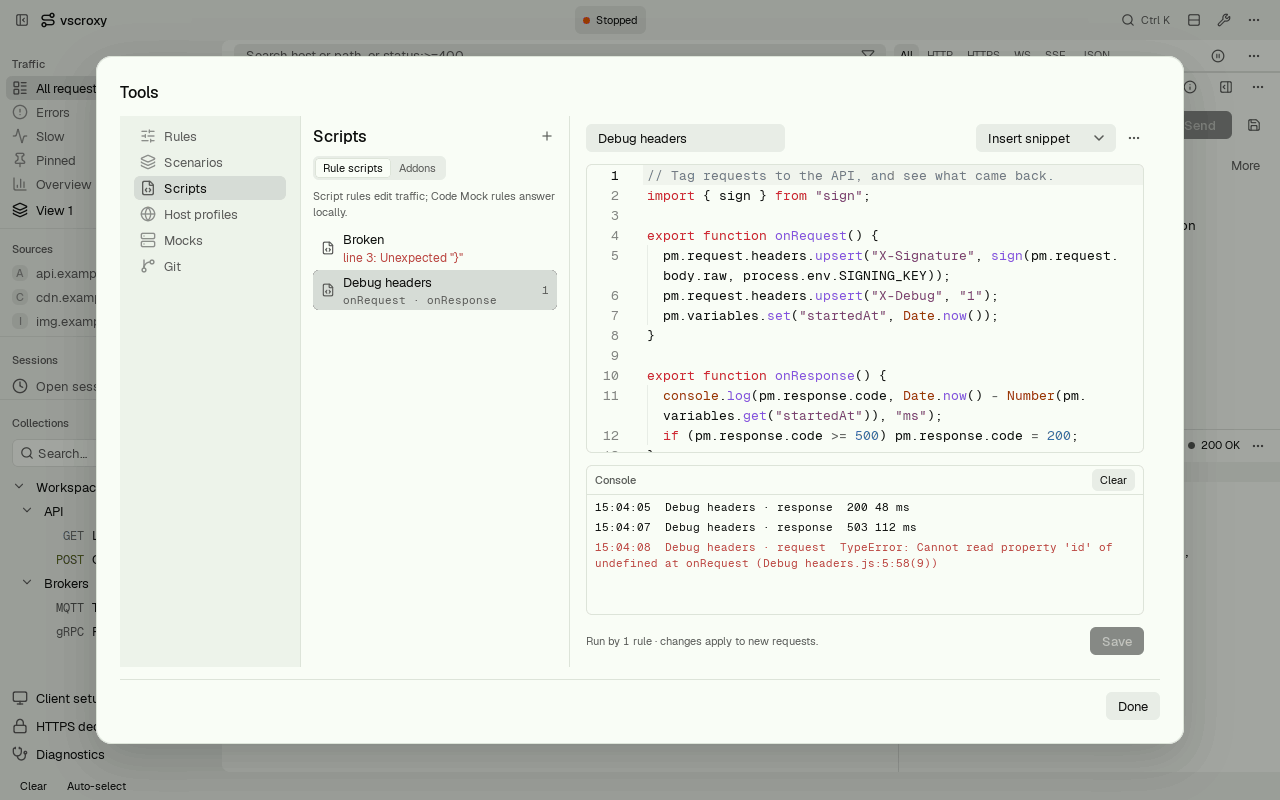 vscroxy
Stopped
Ctrl K
Traffic
All HTTP HTTPS WS SSE JSON
All request
Errors
Slow
Pinned
Overview
View 1
Sources
A api.examp
C cdn.examp
I img.examp
Sessions
Open sess
Collections
Search…
Workspac
API
GET
POST
Brokers
MQTT
gRPC
Client setu
HTTPS dec
Diagnostics
Clear Auto-select
Tools
Rules
Scenarios
Scripts
Host profiles
Mocks
Git
Scripts
Rule scripts Addons
Script rules edit traffic; Code Mock rules answer
locally.
Broken
line 3: Unexpected "}"
Debug headers
onRequest · onResponse
1
Debug headers
Insert snippet
1 // Tag requests to the API, and see what came back.
2 import { sign } from "sign";
3
4 export function onRequest() {
5 pm.request.headers.upsert("X-Signature", sign(pm.request.
body.raw, process.env.SIGNING_KEY));
6 pm.request.headers.upsert("X-Debug", "1");
7 pm.variables.set("startedAt", Date.now());
8 }
9
10 export function onResponse() {
11 console.log(pm.response.code, Date.now() - Number(pm.
variables.get("startedAt")), "ms");
12 if (pm.response.code >= 500) pm.response.code = 200;
Console
Clear
15:04:05 Debug headers · response 200 48 ms
15:04:07 Debug headers · response 503 112 ms
15:04:08 Debug headers · request TypeError: Cannot read property 'id' of
undefined at onRequest (Debug headers.js:5:58(9))
Run by 1 rule · changes apply to new requests.
Save
Done
Send
More
200 OK